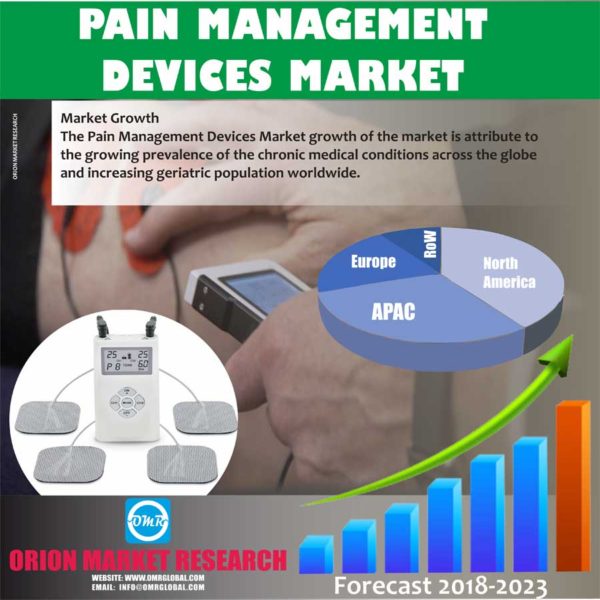 PAIN MANAGEMENT
DEVICES MARKET
ORION MARKET RESEARCH
Market Growth
The Pain Management Devices Market growth of the market is attribute to
the growing prevalence of the chronic medical conditions across the globe
and increasing geriatric population worldwide.
RoW
Europe
North
America
APAC
25 25
P 8 60
OMR
ORION MARKET RESEARCH
WEBSITE: WWW.OMRGLOBAL.COM
EMAIL: INFO@OMRGLOBAL.COM
Forecast 2018-2023